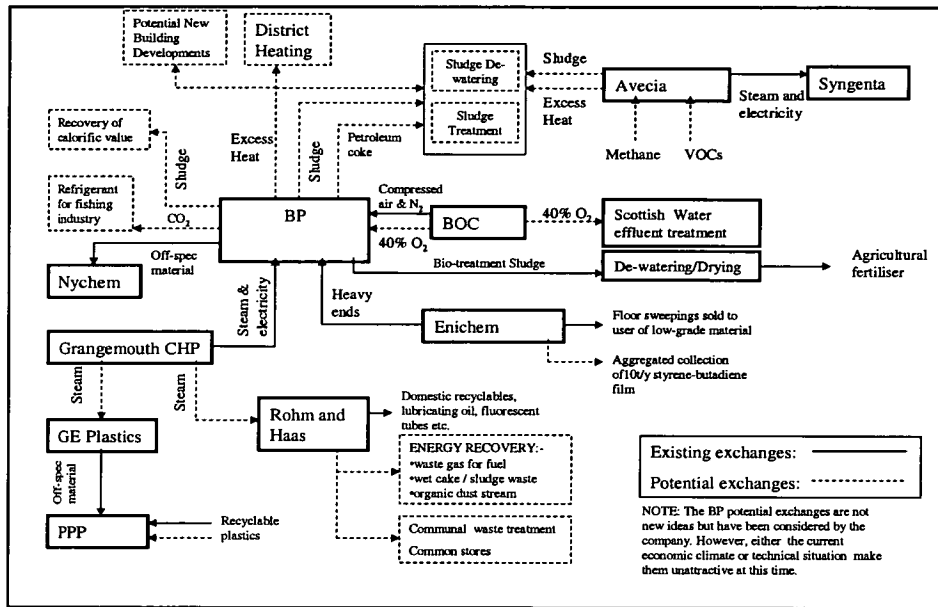 Potential New
Building
Developments
District
Heating
Sludge De-
watering
Sludge
Treatment
Sludge
Excess
Heat
Avecia
Steam and
electricity
Syngenta
Methane
VOCs
Recovery of
calorific value
Sludge
Excess
Heat
Sludge
Petroleum
coke
Refrigerant
for fishing
industry
CO2
BP
Compressed
air & N2
40% O2
BOC
40% O2
Scottish Water
effluent treatment
Off-spec
material
Nychem
Bio-treatment Sludge
De-watering/Drying
Agricultural
fertiliser
Steam &
electricity
Heavy
ends
Enichem
Floor sweepings sold to
user of low-grade material
Aggregated collection
of10t/y styrene-butadiene
film
Grangemouth CHP
Steam
Steam
GE Plastics
Rohm and
Haas
Domestic recyclables,
lubricating oil, fluorescent
tubes etc.
ENERGY RECOVERY:-
•waste gas for fuel
•wet cake / sludge waste
•organic dust stream
Communal waste treatment
Common stores
Off-spec
material
PPP
Recyclable
plastics
Existing exchanges:
Potential exchanges:
NOTE: The BP potential exchanges are not
new ideas but have been considered by the
company. However, either the current
economic climate or technical situation make
them unattractive at this time.